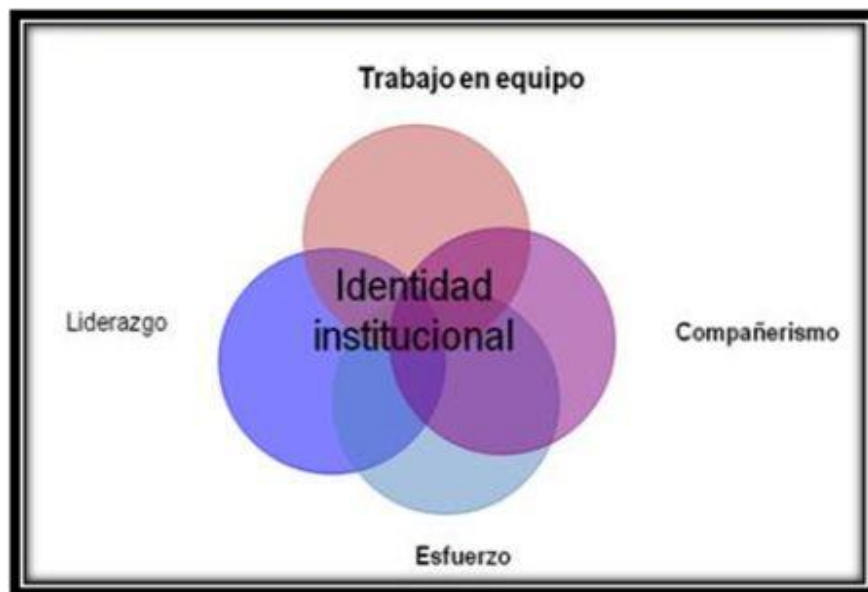 Trabajo en equipo
Identidad
institucional
Liderazgo
Compañerismo
Esfuerzo